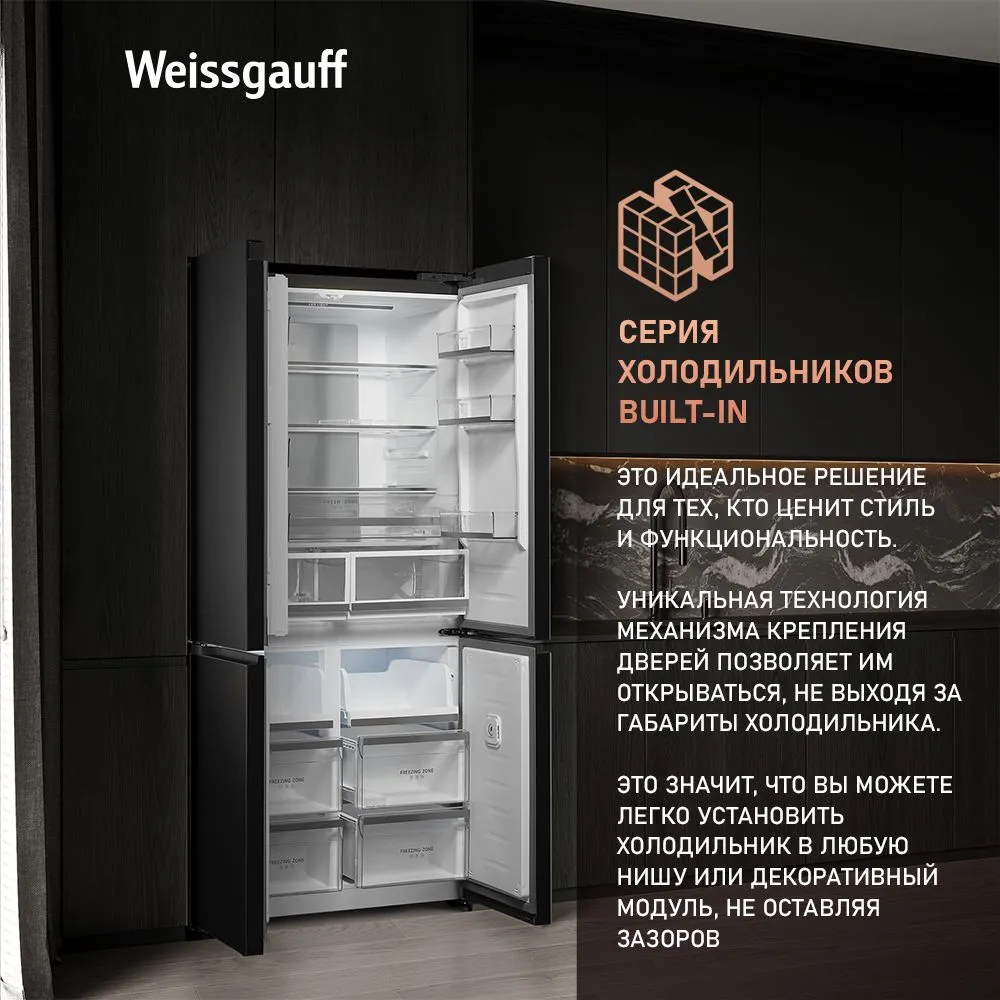 Weissgauff
СЕРИЯ
ХОЛОДИЛЬНИКОВ
BUILT-IN
ЭТО ИДЕАЛЬНОЕ РЕШЕНИЕ
ДЛЯ ТЕХ, КТО ЦЕНИТ СТИЛЬ
И ФУНКЦИОНАЛЬНОСТЬ.
УНИКАЛЬНАЯ ТЕХНОЛОГИЯ
МЕХАНИЗМА КРЕПЛЕНИЯ
ДВЕРЕЙ ПОЗВОЛЯЕТ ИМ
ОТКРЫВАТЬСЯ, НЕ ВЫХОДЯ ЗА
ГАБАРИТЫ ХОЛОДИЛЬНИКА.
ЭТО ЗНАЧИТ, ЧТО ВЫ МОЖЕТЕ
ЛЕГКО УСТАНОВИТЬ
ХОЛОДИЛЬНИК В ЛЮБУЮ
НИШУ ИЛИ ДЕКОРАТИВНЫЙ
МОДУЛЬ, НЕ ОСТАВЛЯЯ
ЗАЗОРОВ
FRESH ZONE
FREEZING ZONE
FREEZING ZONE
FREEZING ZONE
FREEZING ZONE